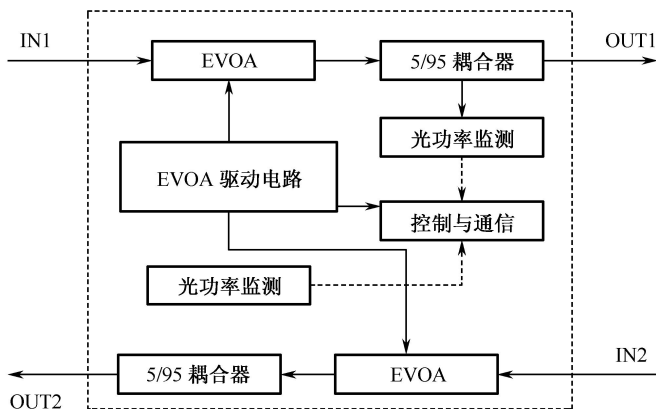 IN1
EVOA
5/95 耦合器
OUT1
光功率监测
EVOA 驱动电路
控制与通信
光功率监测
5/95 耦合器
EVOA
IN2
OUT2